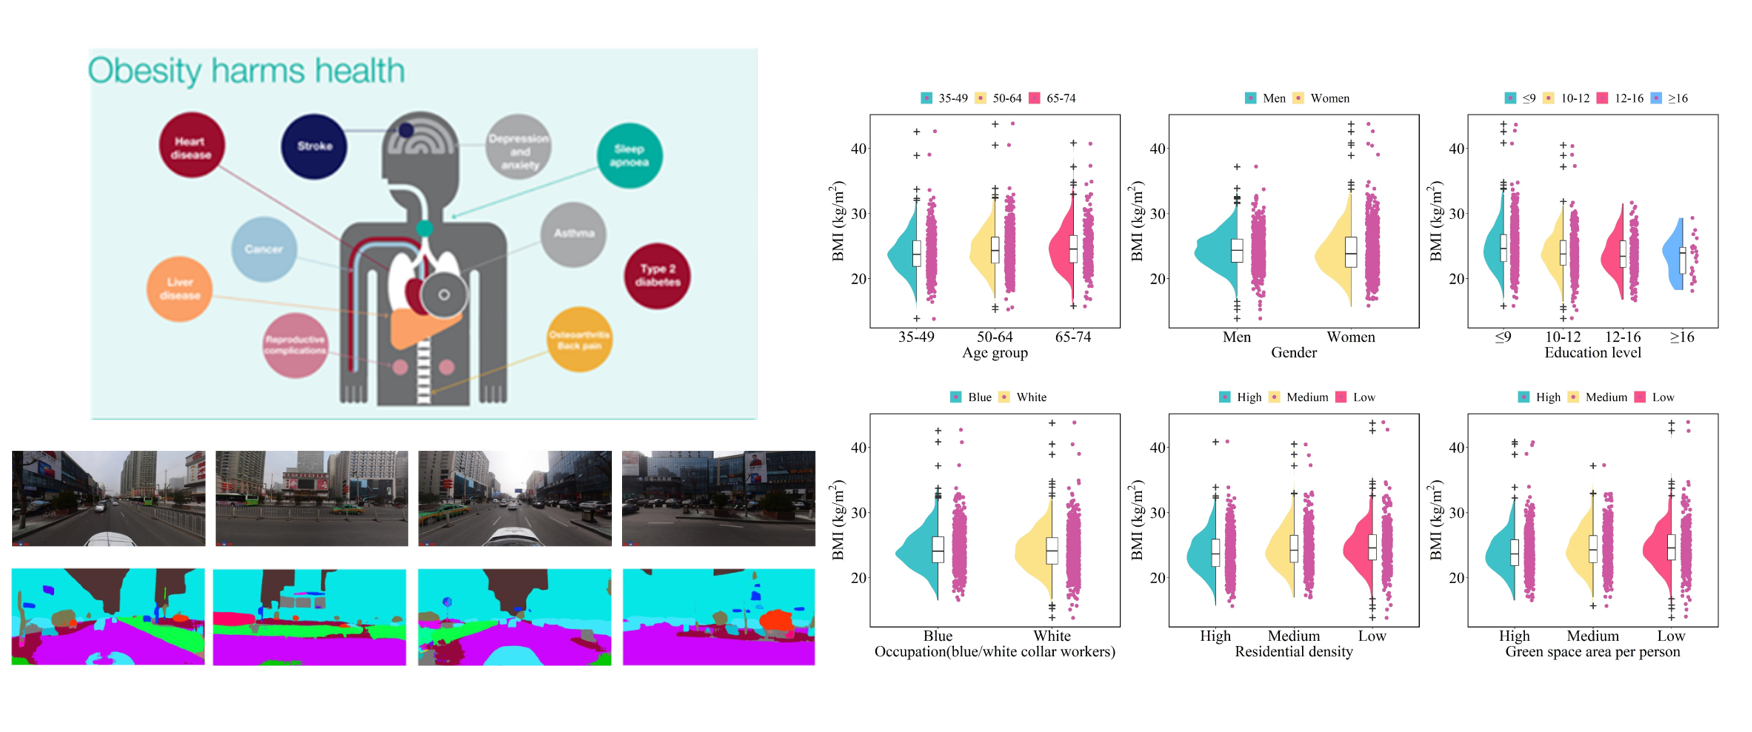 Obesity harms health
Heart
disease
Stroke
Depression
and
anxiety
Sleep
apnoea
Cancer
Asthma
Liver
disease
Type 2
diabetes
Reproductive
complications
Osteoarthritis
Back pain
35-49 50-64 65-74
BMI (kg/m²)
40
30
20
35-49 50-64 65-74
Age group
Men Women
BMI (kg/m²)
40
30
20
Men Women
Gender
≤9 10-12 12-16 ≥16
BMI (kg/m²)
40
30
20
≤9 10-12 12-16 ≥16
Education level
Blue White
BMI (kg/m²)
40
30
20
Blue White
Occupation(blue/white collar workers)
High Medium Low
BMI (kg/m²)
40
30
20
High Medium Low
Residential density
High Medium Low
BMI (kg/m²)
40
30
20
High Medium Low
Green space area per person